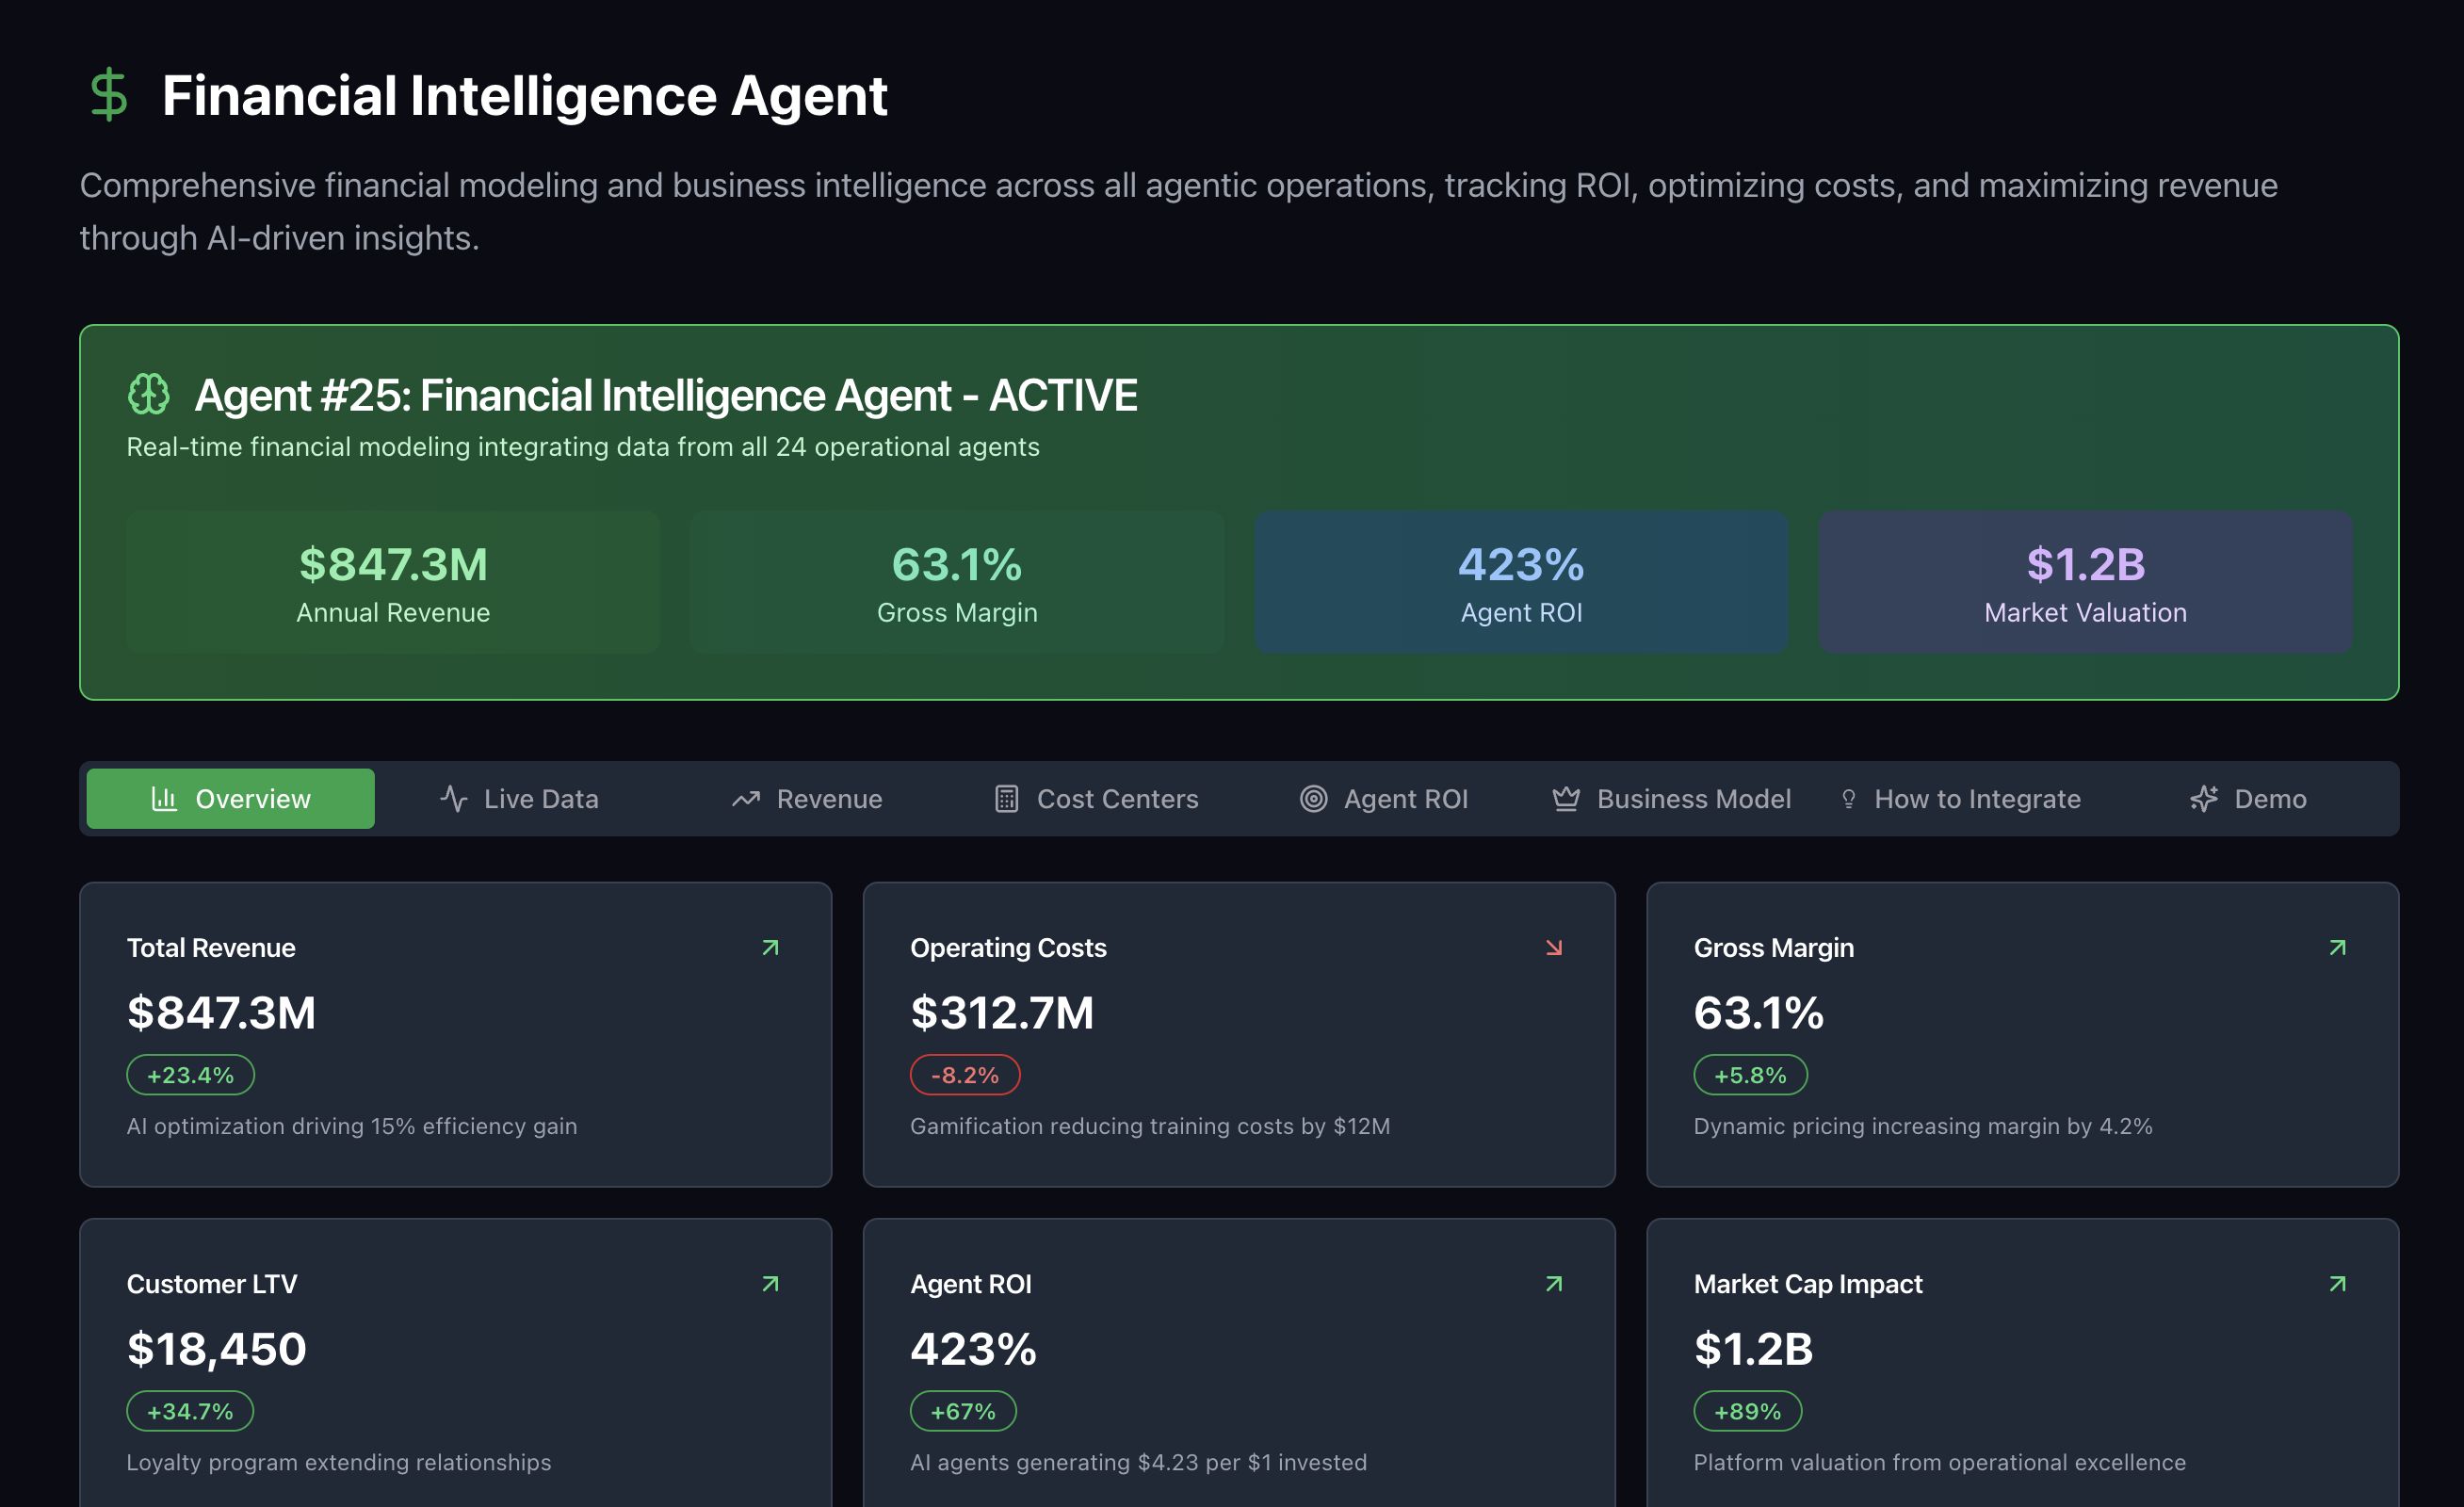 Financial Intelligence Agent
Comprehensive financial modeling and business intelligence across all agentic operations, tracking ROI, optimizing costs, and maximizing revenue
through AI-driven insights.
Agent #25: Financial Intelligence Agent - ACTIVE
Real-time financial modeling integrating data from all 24 operational agents
$847.3M
Annual Revenue
63.1%
Gross Margin
423%
Agent ROI
$1.2B
Market Valuation
Overview
Live Data
Revenue
Cost Centers
Agent ROI
Business Model
How to Integrate
Demo
Total Revenue
$847.3M
+23.4%
AI optimization driving 15% efficiency gain
Operating Costs
$312.7M
-8.2%
Gamification reducing training costs by $12M
Gross Margin
63.1%
+5.8%
Dynamic pricing increasing margin by 4.2%
Customer LTV
$18,450
+34.7%
Loyalty program extending relationships
Agent ROI
423%
+67%
AI agents generating $4.23 per $1 invested
Market Cap Impact
$1.2B
+89%
Platform valuation from operational excellence